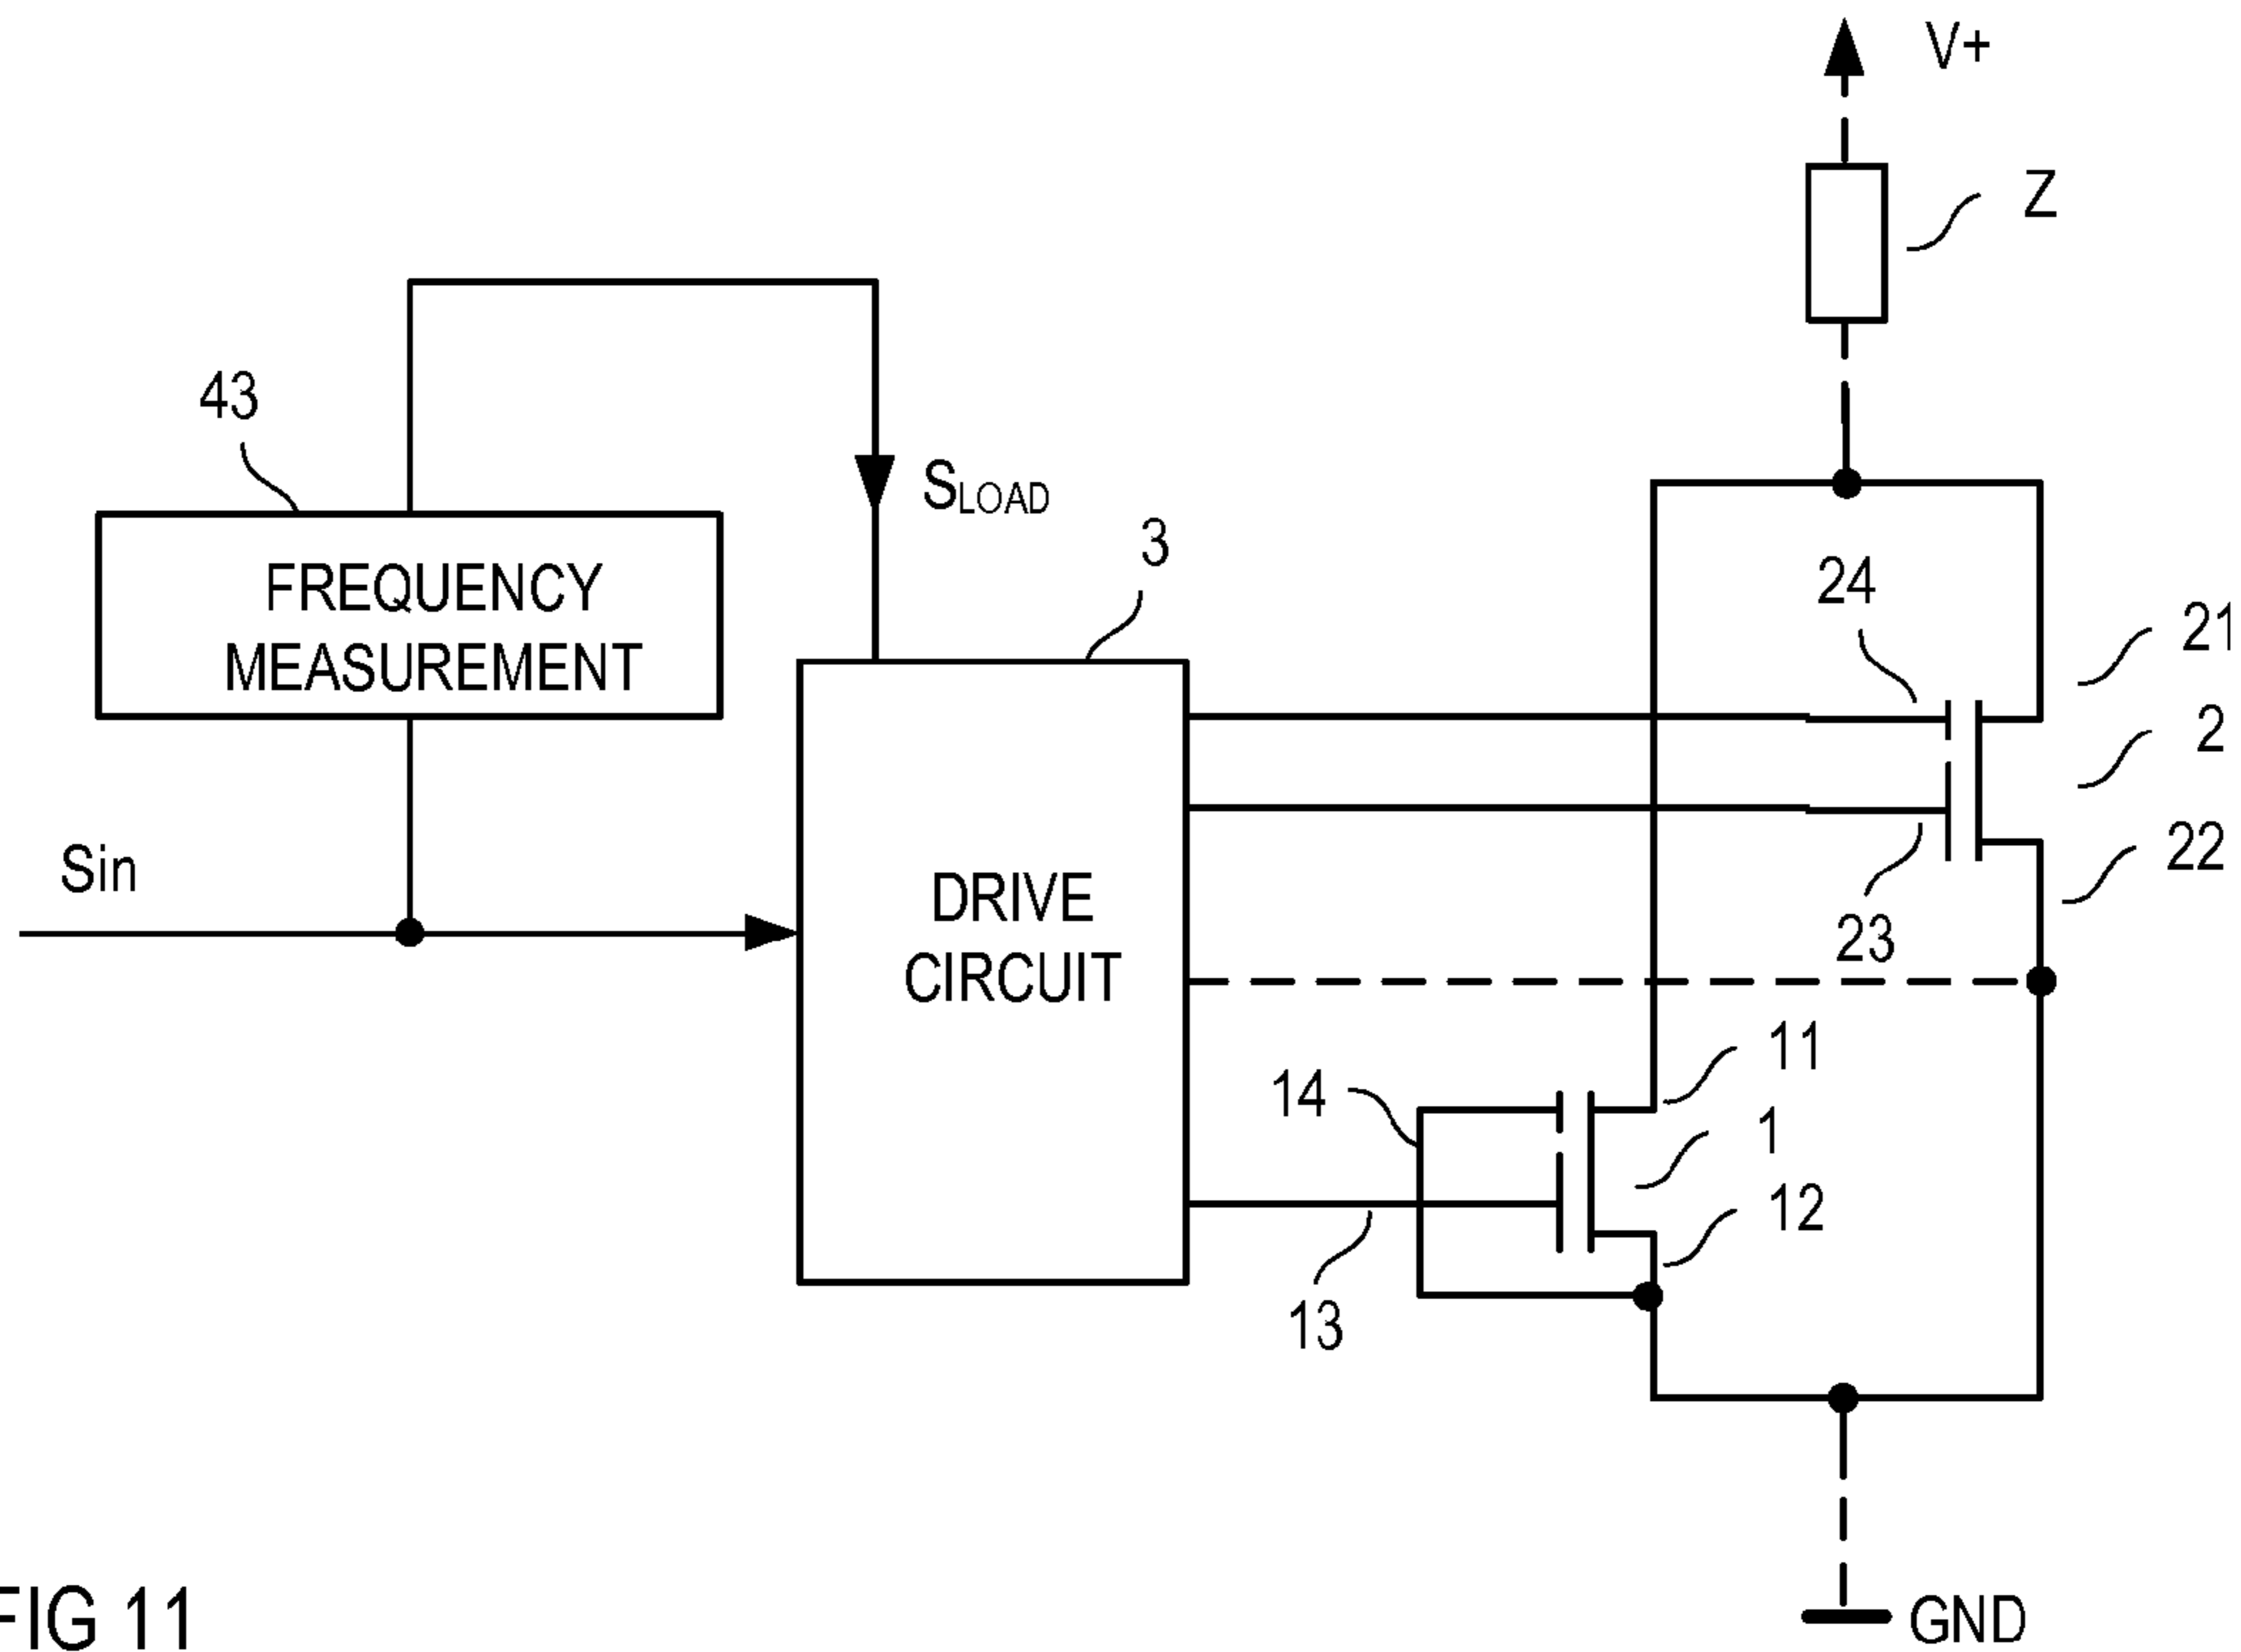 V+
Z
43
S_LOAD
3
FREQUENCY
MEASUREMENT
24
21
2
Sin
22
23
DRIVE
CIRCUIT
11
14
1
12
13
FIG 11
GND